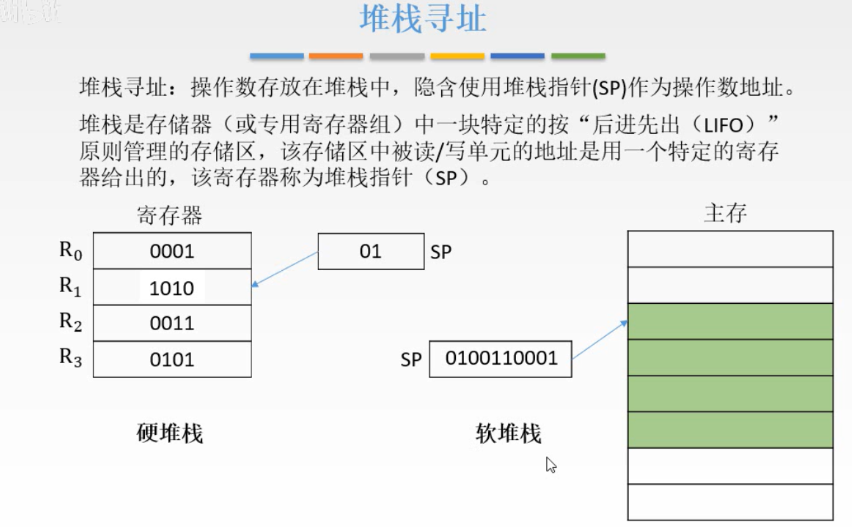 堆栈寻址
堆栈寻址：操作数存放在堆栈中，隐含使用堆栈指针(SP)作为操作数地址。
堆栈是存储器（或专用寄存器组）中一块特定的按“后进先出（LIFO）”
原则管理的存储区，该存储区中被读/写单元的地址是用一个特定的寄存
器给出的，该寄存器称为堆栈指针（SP）。
寄存器
主存
R₀ 0001
01 SP
R₁ 1010
R₂ 0011
R₃ 0101
SP 0100110001
硬堆栈
软堆栈